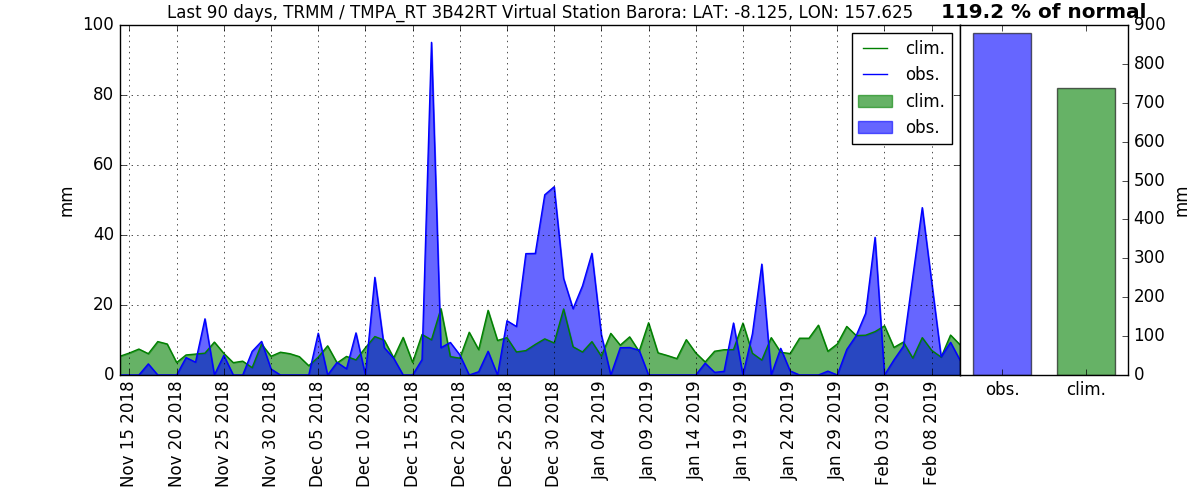 Last 90 days, TRMM / TMPA_RT 3B42RT Virtual Station Barora: LAT: -8.125, LON: 157.625
119.2 % of normal
100
80
60
40
20
0
mm
clim.
obs.
clim.
obs.
900
800
700
600
500
400
300
200
100
0
mm
Nov 15 2018
Nov 20 2018
Nov 25 2018
Nov 30 2018
Dec 05 2018
Dec 10 2018
Dec 15 2018
Dec 20 2018
Dec 25 2018
Dec 30 2018
Jan 04 2019
Jan 09 2019
Jan 14 2019
Jan 19 2019
Jan 24 2019
Jan 29 2019
Feb 03 2019
Feb 08 2019
obs.
clim.